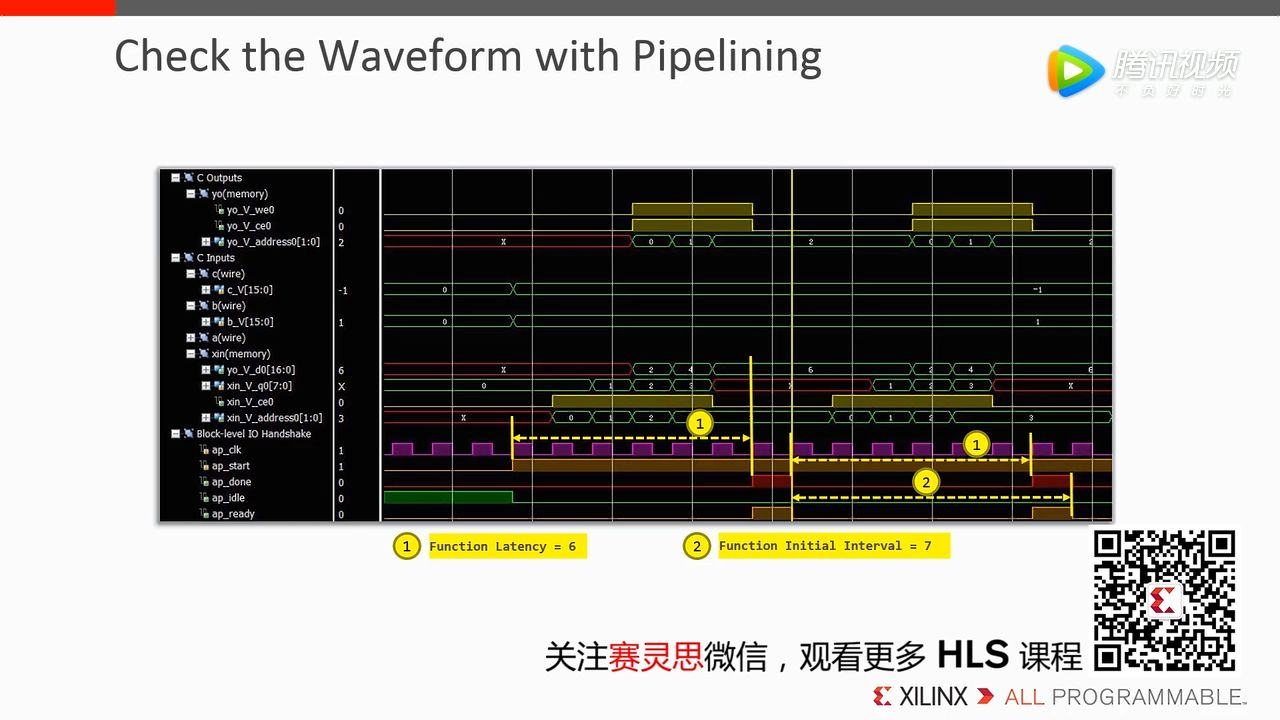 Check the Waveform with Pipelining
腾讯视频
不负好时光
C Outputs
yo(memory)
yo_V_we0 0
yo_V_ce0 0
yo_V_address0[1:0] 2 X 0 1 2 0 1 2
C Inputs
c(wire)
c_V[15:0] -1 0 -1
b(wire)
b_V[15:0] 1 0 1
a(wire)
xin(memory)
yo_V_d0[16:0] 6 X 2 4 6 2 4 6
xin_V_q0[7:0] X 0 1 2 3 X 1 2 3 X
xin_V_ce0 0
xin_V_address0[1:0] 3 X 0 1 2 0 1 2 3
Block-level IO Handshake 1
ap_clk 1 1
ap_start 1
ap_done 0 2
ap_idle 0
ap_ready 0
1 Function Latency = 6 2 Function Initial Interval = 7
关注赛灵思微信，观看更多 HLS 课程
XILINX ALL PROGRAMMABLE™